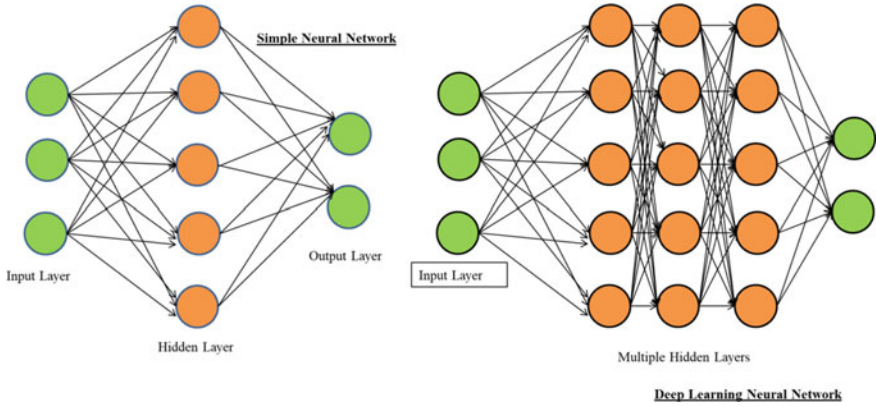 Simple Neural Network
Input Layer
Hidden Layer
Output Layer
Input Layer
Multiple Hidden Layers
Deep Learning Neural Network